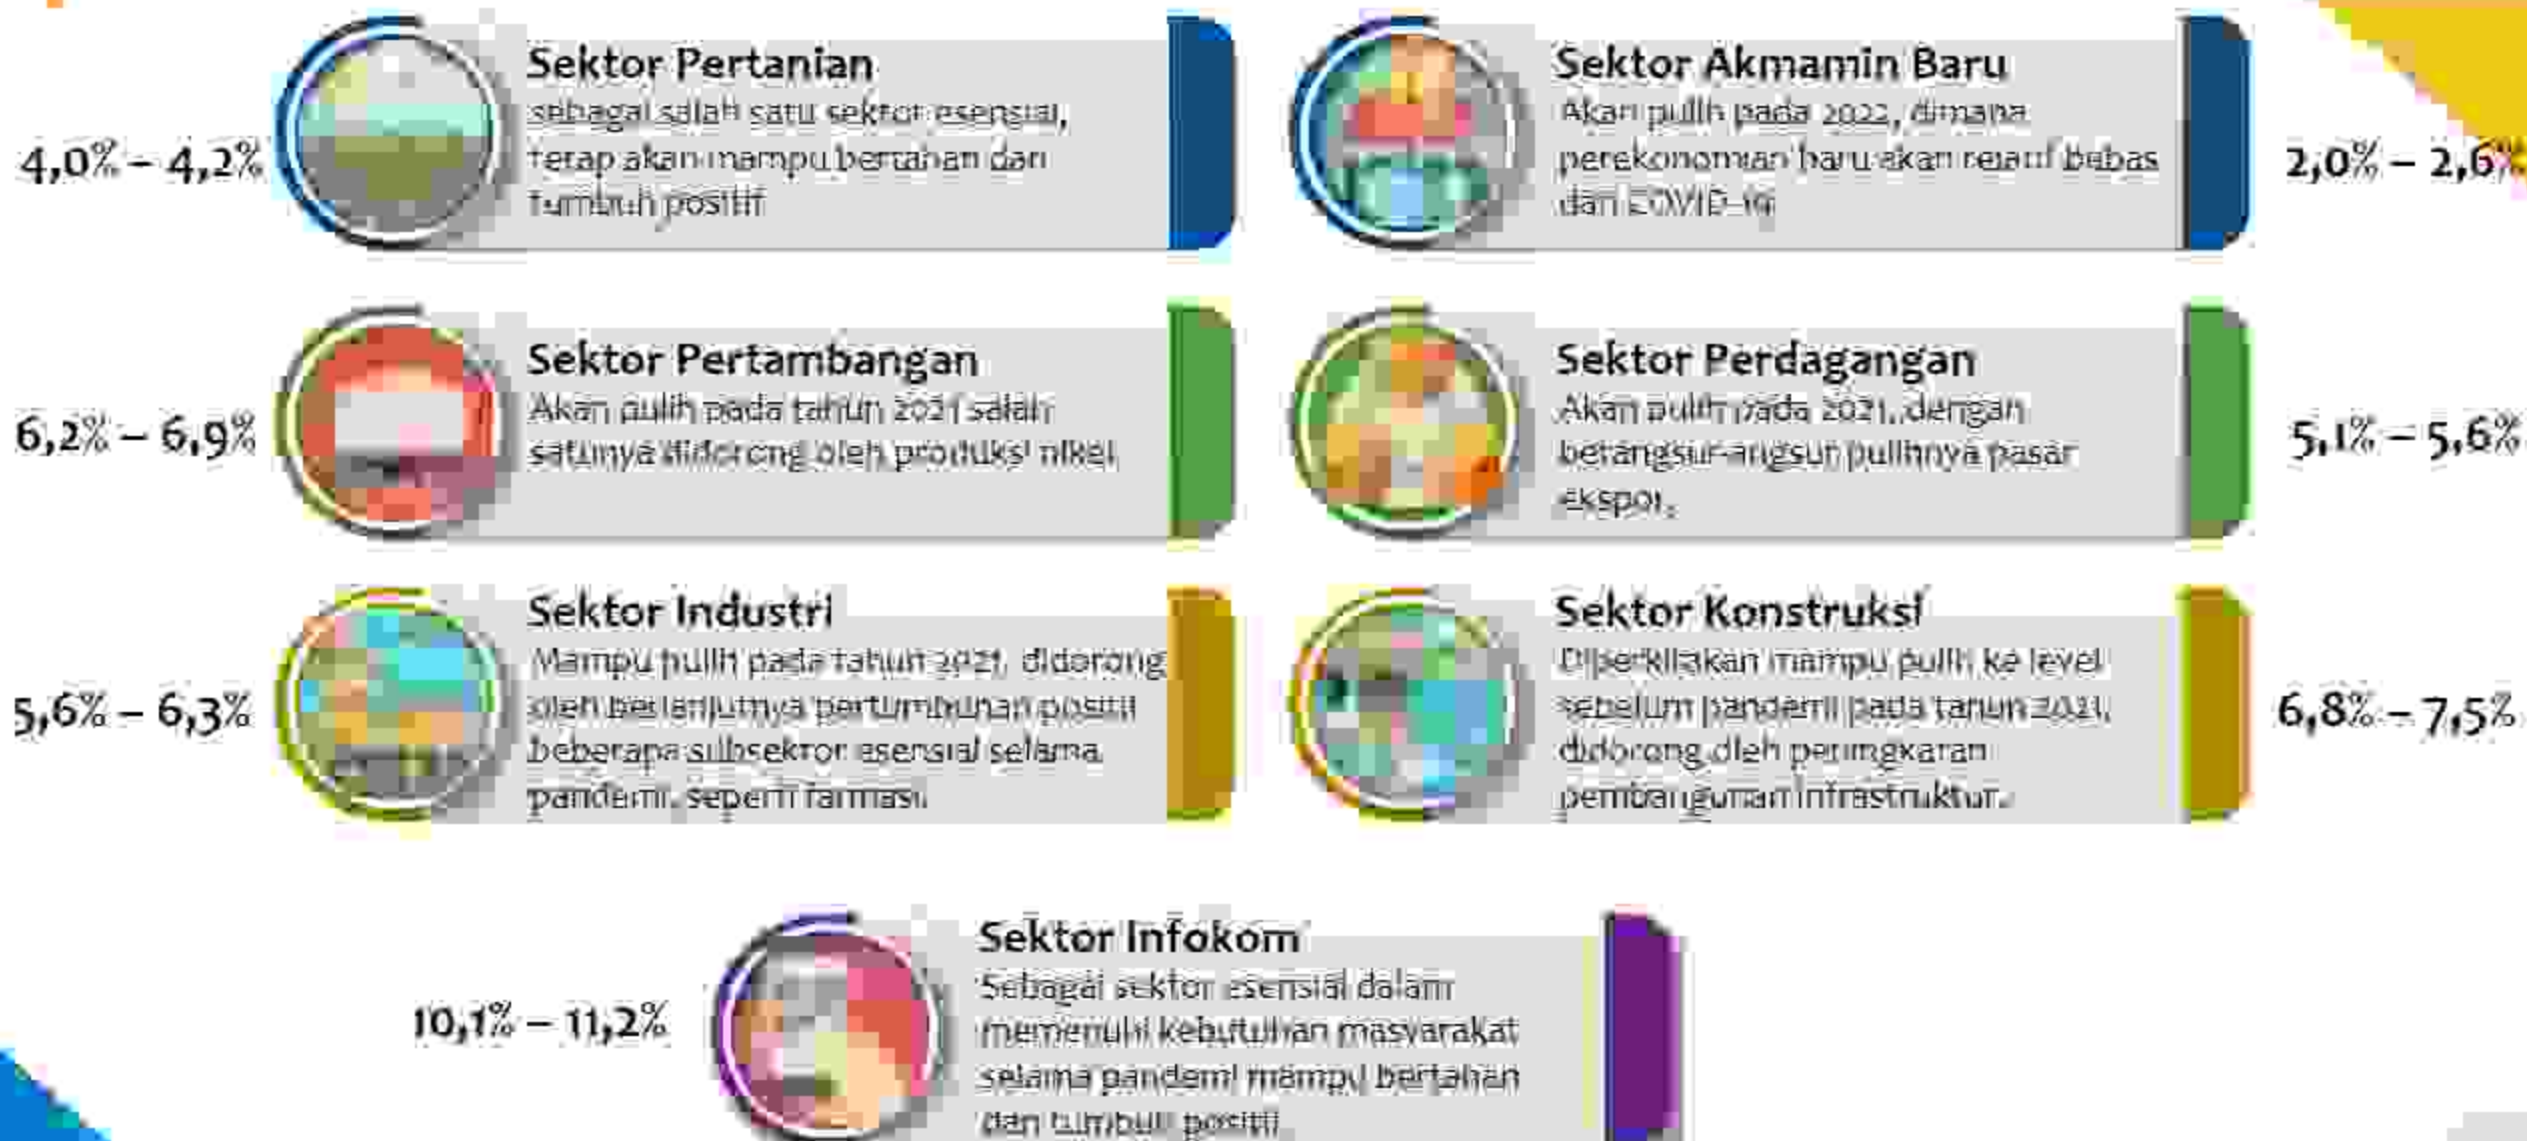 Sektor Pertanian
sebagai salah satu sektor esensial,
tetap akan mampu bertahan dan
tumbuh positif
4,0% – 4,2%
Sektor Akmamin Baru
Akan pulih pada 2022, dimana
perekonomian baru akan relatif bebas
dari COVID-19
2,0% – 2,6%
Sektor Pertambangan
Akan pulih pada tahun 2021 salah
satunya didorong oleh produksi nikel
6,2% – 6,9%
Sektor Perdagangan
Akan pulih pada 2021, dengan
berangsur-angsur pulihnya pasar
ekspor.
5,1% – 5,6%
Sektor Industri
Mampu pulih pada tahun 2021, didorong
oleh berlanjutnya pertumbuhan positif
beberapa subsektor esensial selama
pandemi, seperti farmasi.
5,6% – 6,3%
Sektor Konstruksi
Diperkirakan mampu pulih ke level
sebelum pandemi pada tahun 2021,
didorong oleh peningkatan
pembangunan infrastruktur.
6,8% – 7,5%
Sektor Infokom
Sebagai sektor esensial dalam
memenuhi kebutuhan masyarakat
selama pandemi mampu bertahan
dan tumbuh positif
10,1% – 11,2%